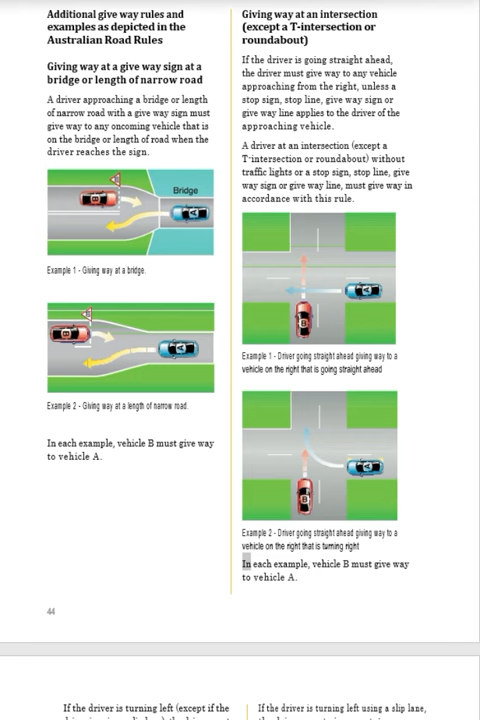 Additional give way rules and
examples as depicted in the
Australian Road Rules
Giving way at a give way sign at a
bridge or length of narrow road
A driver approaching a bridge or length
of narrow road with a give way sign must
give way to any oncoming vehicle that is
on the bridge or length of road when the
driver reaches the sign.
Bridge
B
A
Example 1 - Giving way at a bridge.
B
A
Example 2 - Giving way at a length of narrow road.
In each example, vehicle B must give way
to vehicle A.
44
Giving way at an intersection
(except a T-intersection or
roundabout)
If the driver is going straight ahead,
the driver must give way to any vehicle
approaching from the right, unless a
stop sign, stop line, give way sign or
give way line applies to the driver of the
approaching vehicle.
A driver at an intersection (except a
T-intersection or roundabout) without
traffic lights or a stop sign, stop line, give
way sign or give way line, must give way in
accordance with this rule.
A
B
Example 1 - Driver going straight ahead giving way to a
vehicle on the right that is going straight ahead
A
B
Example 2 - Driver going straight ahead giving way to a
vehicle on the right that is turning right
In each example, vehicle B must give way
to vehicle A.
If the driver is turning left (except if the
If the driver is turning left using a slip lane,